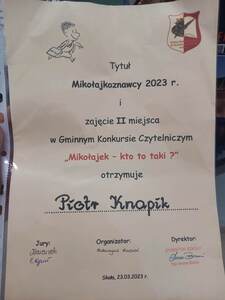 Tytuł
Mikołajkoznawcy 2023 r.
i
zajęcie II miejsca
w Gminnym Konkursie Czytelniczym
„Mikołajek - kto to taki ?”
otrzymuje
Piotr Knapik
Jury: Organizator: Dyrektor:
Skała, 23.03.2023 r.